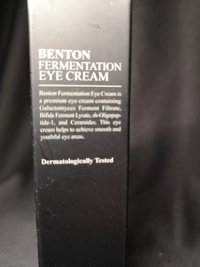 BENTON
FERMENTATION
EYE CREAM
Benton Fermentation Eye Cream is
a premium eye cream containing
Galactomyces Ferment Filtrate,
Bifida Ferment Lysate, sh-Oligopep-
tide-1, and Ceramides. This eye
cream helps to achieve smooth and
youthful eye areas.
Dermatologically Tested